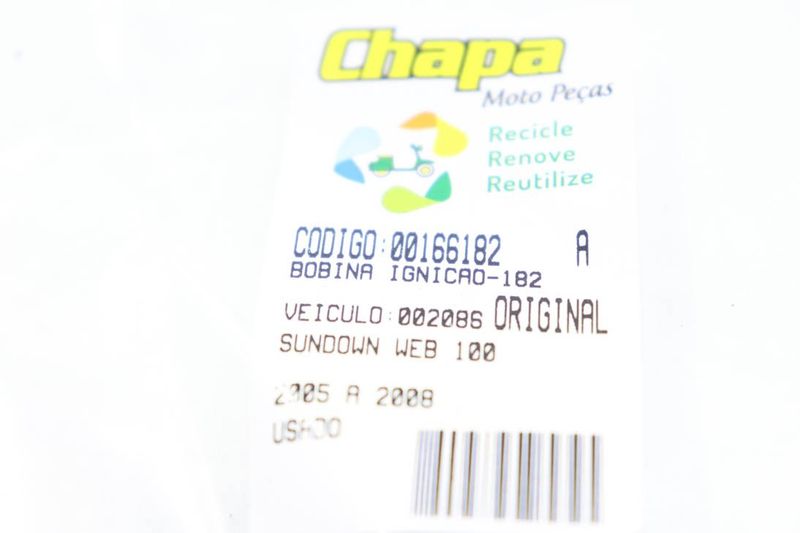 Chapa
Moto Peças
Recicle
Renove
Reutilize
CODIGO:00166182 A
BOBINA IGNICAO-182
VEICULO:002086 ORIGINAL
SUNDOWN WEB 100
2005 A 2008
USADO